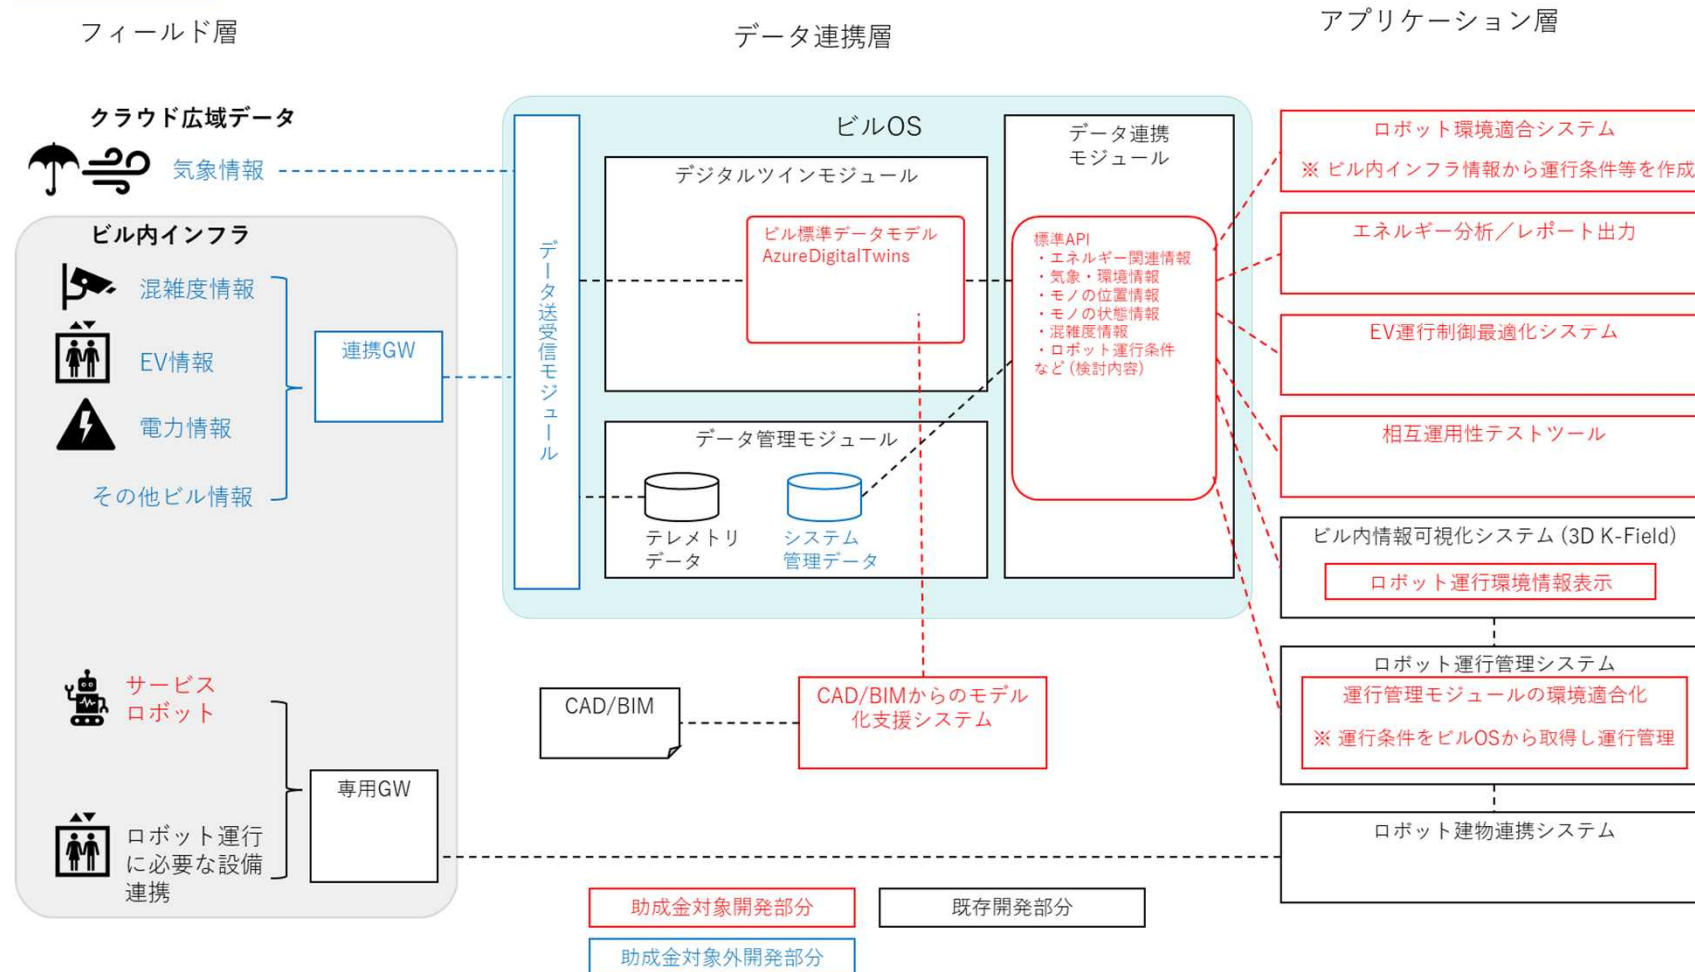 フィールド層
データ連携層
アプリケーション層
クラウド広域データ
気象情報
ビル内インフラ
混雑度情報
EV情報
電力情報
その他ビル情報
連携GW
サービス
ロボット
ロボット運行
に必要な設備
連携
専用GW
データ送受信モジュール
ビルOS
デジタルツインモジュール
ビル標準データモデル
AzureDigitalTwins
データ管理モジュール
テレメトリ
データ
システム
管理データ
データ連携
モジュール
標準API
・エネルギー関連情報
・気象・環境情報
・モノの位置情報
・モノの状態情報
・混雑度情報
・ロボット運行条件
など(検討内容)
CAD/BIM
CAD/BIMからのモデル
化支援システム
ロボット環境適合システム
※ ビル内インフラ情報から運行条件等を作成
エネルギー分析／レポート出力
EV運行制御最適化システム
相互運用性テストツール
ビル内情報可視化システム(3D K-Field)
ロボット運行環境情報表示
ロボット運行管理システム
運行管理モジュールの環境適合化
※ 運行条件をビルOSから取得し運行管理
ロボット建物連携システム
助成金対象開発部分
既存開発部分
助成金対象外開発部分